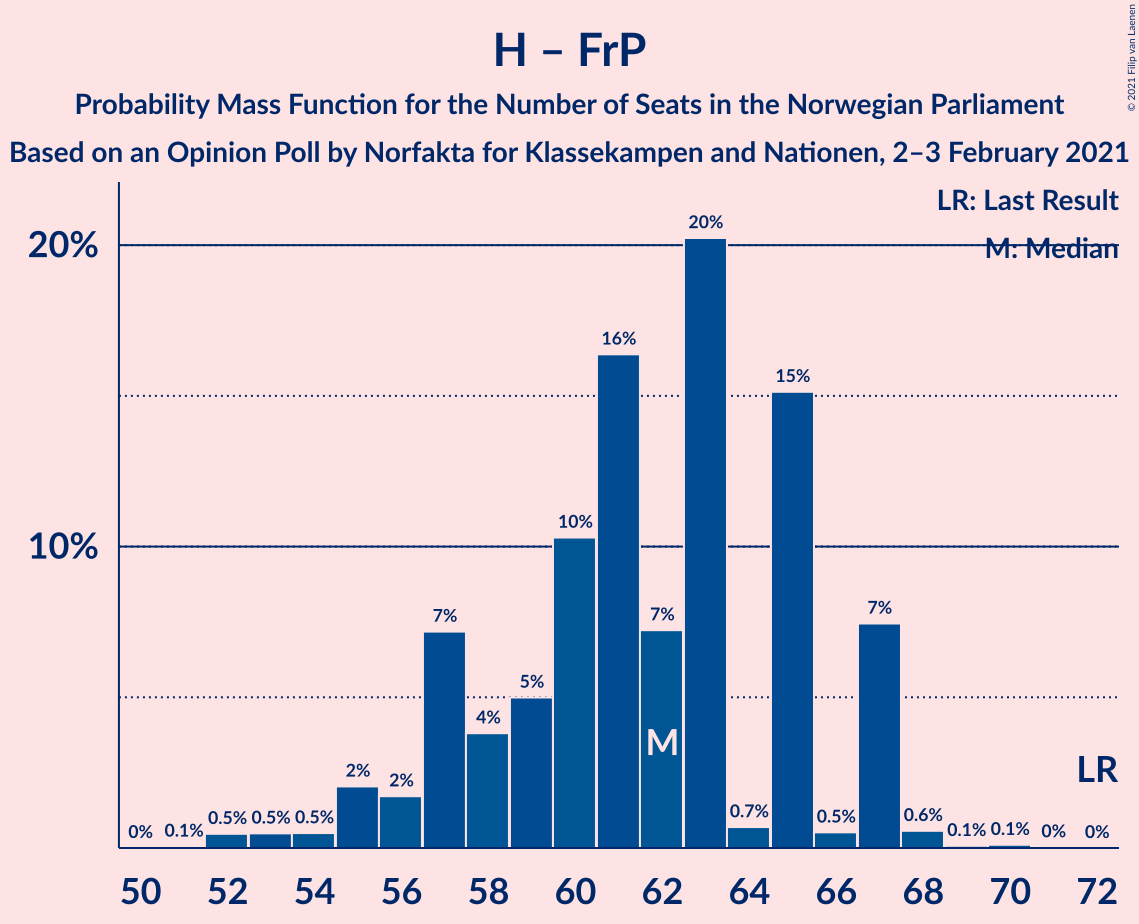 H – FrP
Probability Mass Function for the Number of Seats in the Norwegian Parliament
Based on an Opinion Poll by Norfakta for Klassekampen and Nationen, 2–3 February 2021
© 2021 Filip van Laenen
LR: Last Result
M: Median
20%
10%
0% 0.1% 0.5% 0.5% 0.5% 2% 2% 7% 4% 5% 10% 16% 7% 20% 0.7% 15% 0.5% 7% 0.6% 0.1% 0.1% 0% 0%
M
LR
50 52 54 56 58 60 62 64 66 68 70 72